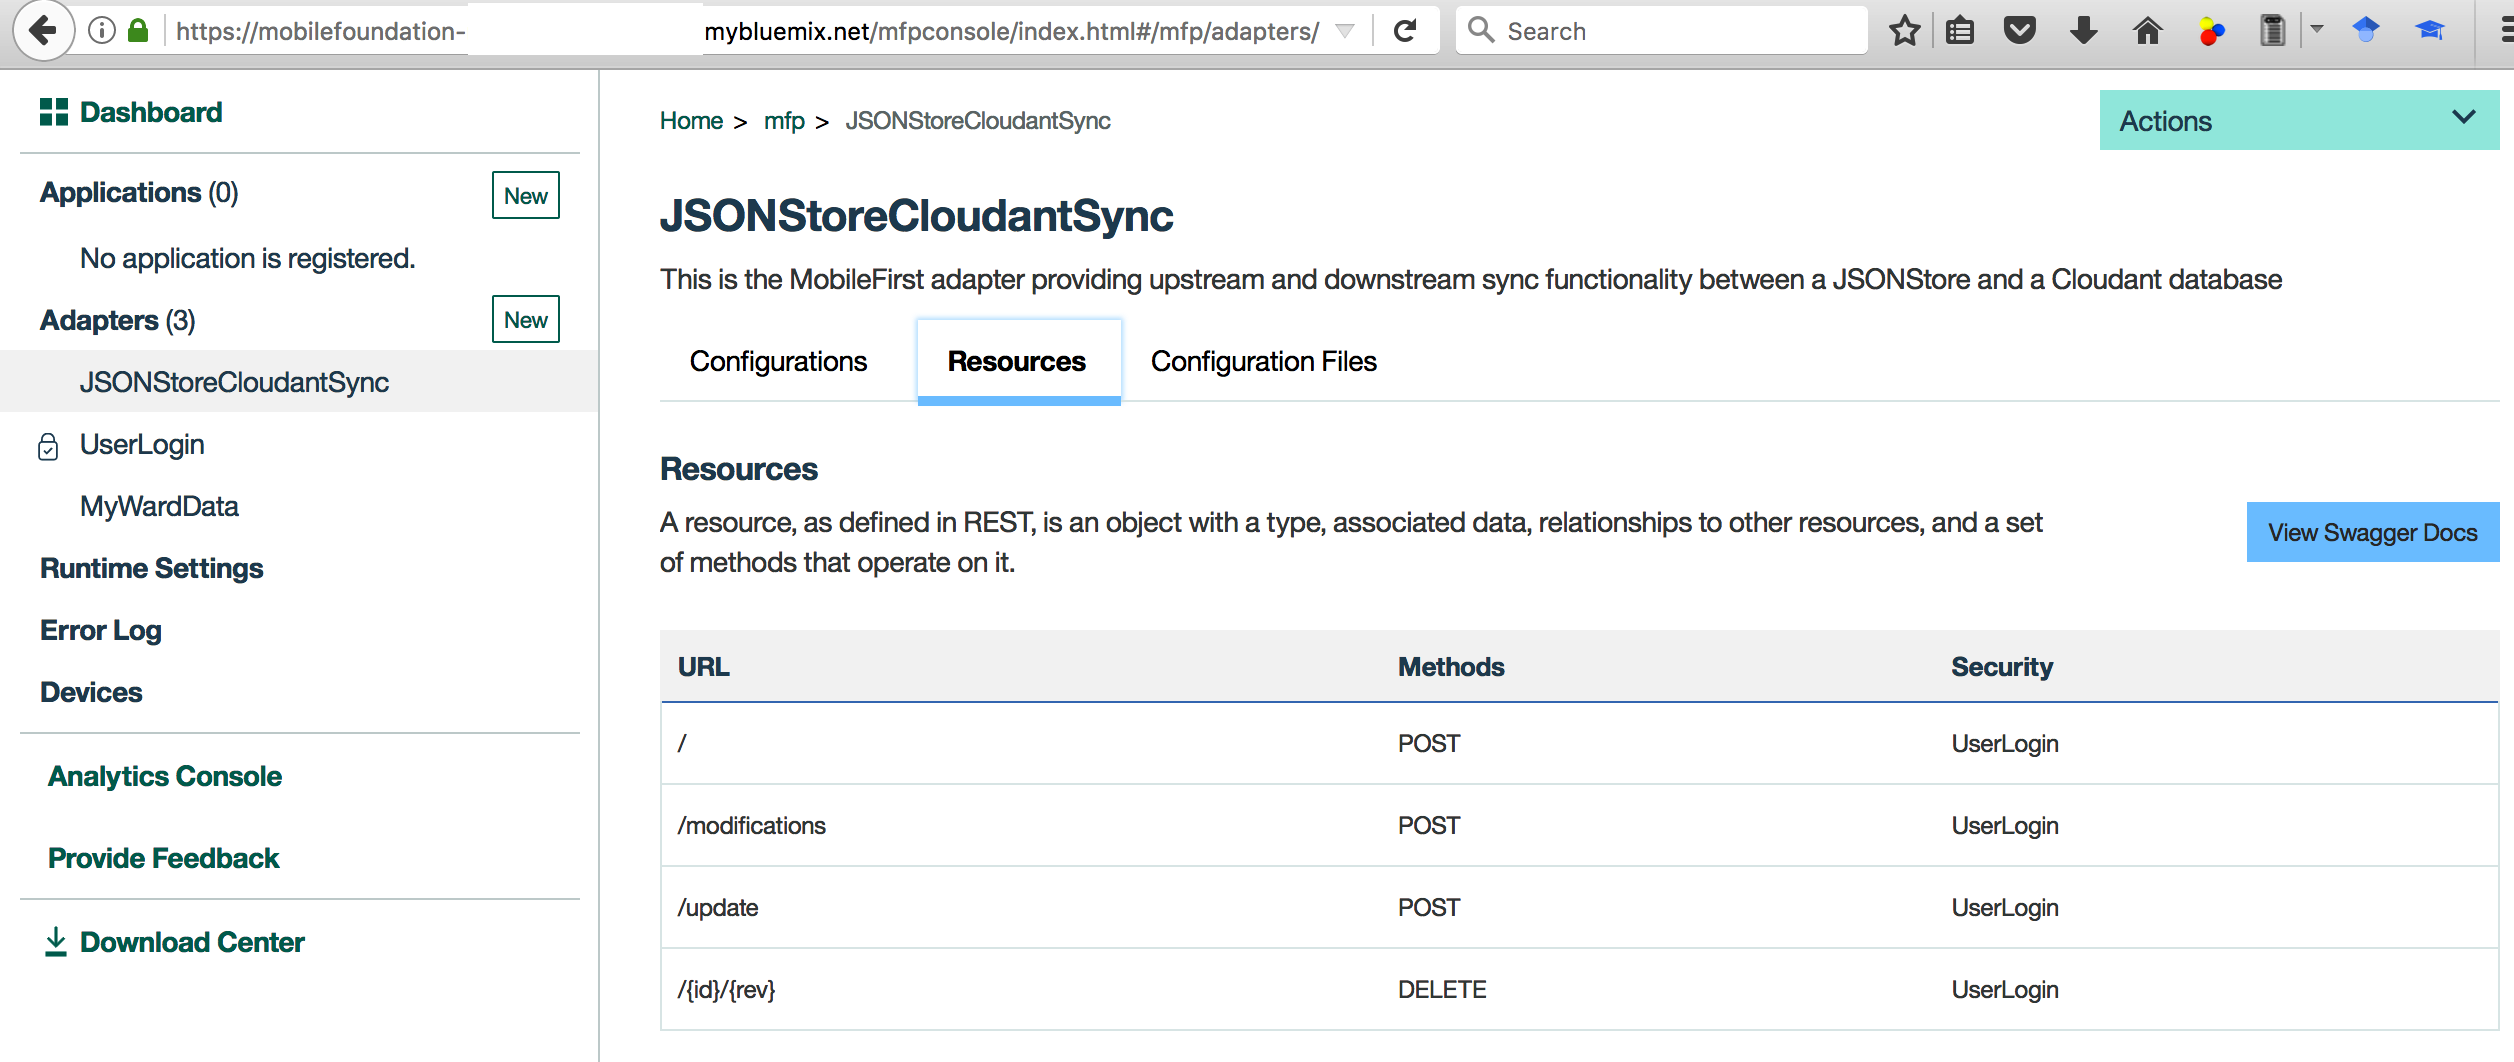 https://mobilefoundation- mybluemix.net/mfpconsole/index.html#/mfp/adapters/
Search
Dashboard
Applications (0)
New
No application is registered.
Adapters (3)
New
JSONStoreCloudantSync
UserLogin
MyWardData
Runtime Settings
Error Log
Devices
Analytics Console
Provide Feedback
Download Center
Home > mfp > JSONStoreCloudantSync
Actions
JSONStoreCloudantSync
This is the MobileFirst adapter providing upstream and downstream sync functionality between a JSONStore and a Cloudant database
Configurations Resources Configuration Files
Resources
A resource, as defined in REST, is an object with a type, associated data, relationships to other resources, and a set
of methods that operate on it.
View Swagger Docs
URL Methods Security
/ POST UserLogin
/modifications POST UserLogin
/update POST UserLogin
/{id}/{rev} DELETE UserLogin